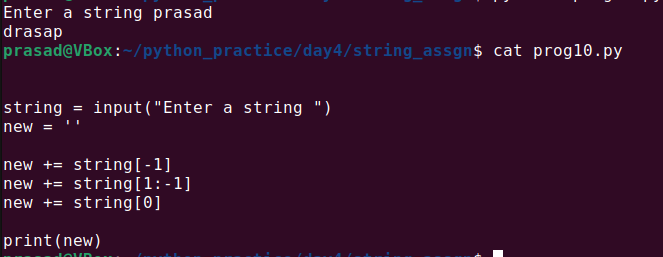 Enter a string prasad
drasap
prasad@VBox:~/python_practice/day4/string_assgn$ cat prog10.py
string = input("Enter a string ")
new = ''
new += string[-1]
new += string[1:-1]
new += string[0]
print(new)
prasad@VBox:~/python_practice/day4/string_assgn$